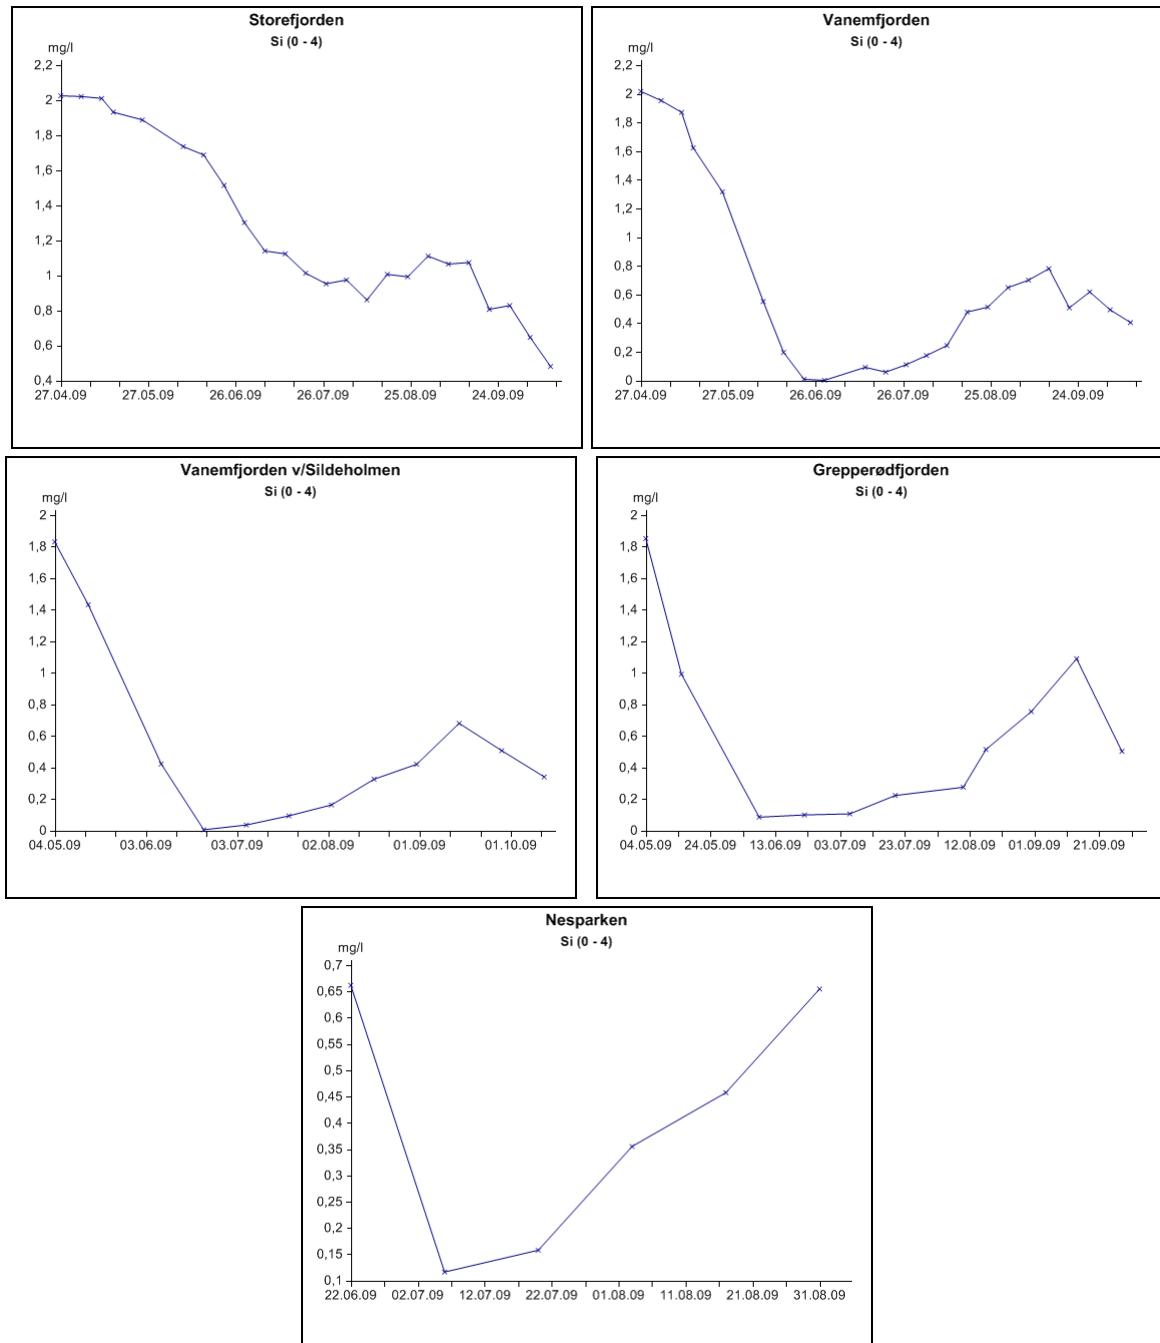 Storefjorden
Si (0 - 4)
mg/l
2,2
2
1,8
1,6
1,4
1,2
1
0,8
0,6
0,4
27.04.09 27.05.09 26.06.09 26.07.09 25.08.09 24.09.09
Vanemfjorden
Si (0 - 4)
mg/l
2,2
2
1,8
1,6
1,4
1,2
1
0,8
0,6
0,4
0,2
0
27.04.09 27.05.09 26.06.09 26.07.09 25.08.09 24.09.09
Vanemfjorden v/Sildeholmen
Si (0 - 4)
mg/l
2
1,8
1,6
1,4
1,2
1
0,8
0,6
0,4
0,2
0
04.05.09 03.06.09 03.07.09 02.08.09 01.09.09 01.10.09
Grepperødfjorden
Si (0 - 4)
mg/l
2
1,8
1,6
1,4
1,2
1
0,8
0,6
0,4
0,2
0
04.05.09 24.05.09 13.06.09 03.07.09 23.07.09 12.08.09 01.09.09 21.09.09
Nesparken
Si (0 - 4)
mg/l
0,7
0,65
0,6
0,55
0,5
0,45
0,4
0,35
0,3
0,25
0,2
0,15
0,1
22.06.09 02.07.09 12.07.09 22.07.09 01.08.09 11.08.09 21.08.09 31.08.09